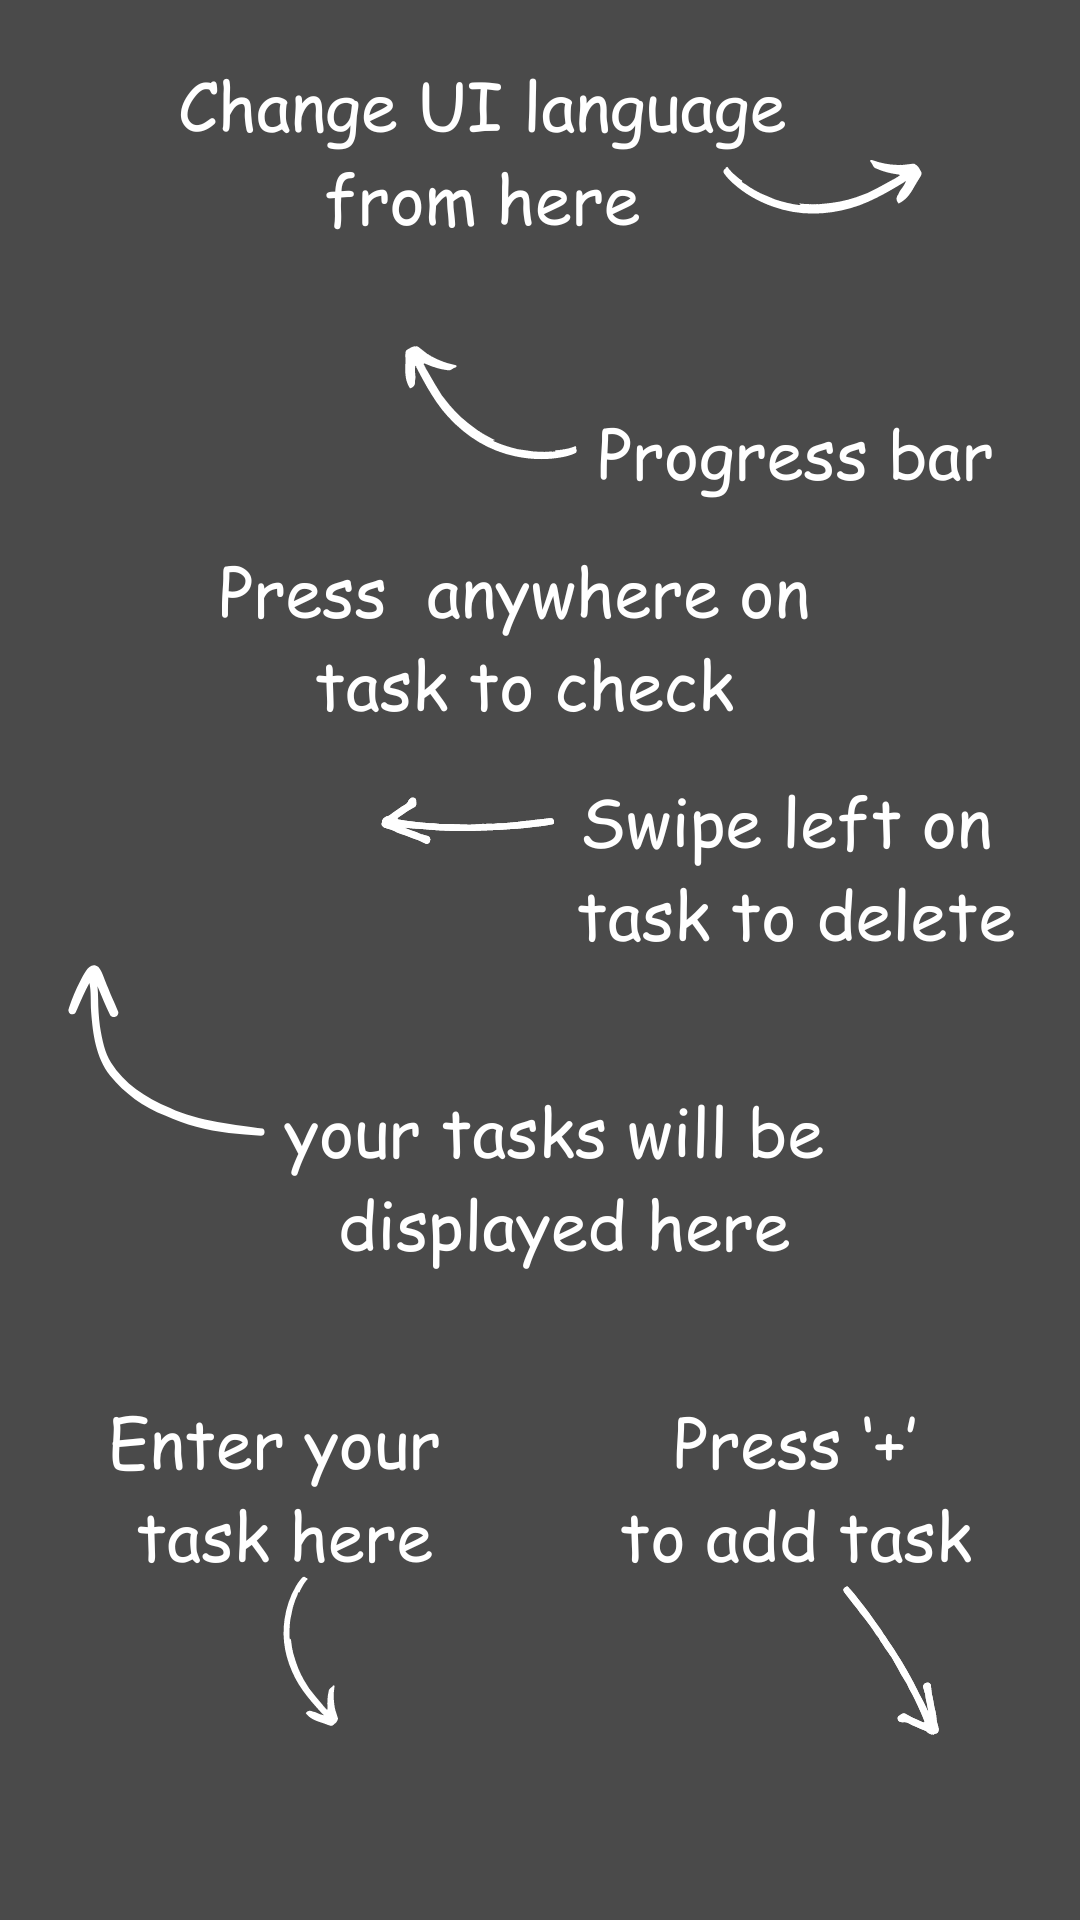 Change UI language
from here
Progress bar
Press anywhere on
task to check
Swipe left on
task to delete
your tasks will be
displayed here
Enter your
task here
Press '+'
to add task